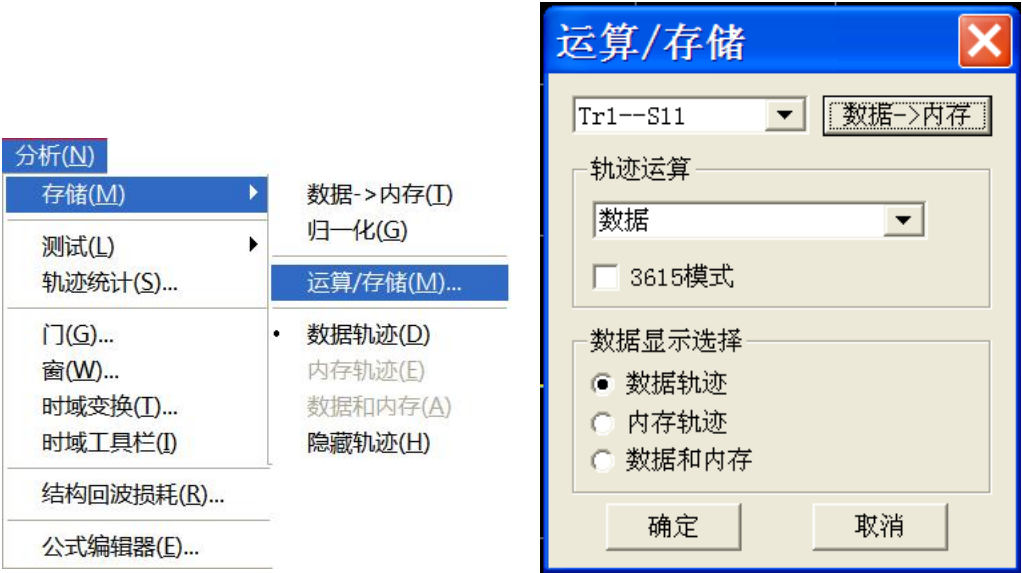 分析(N)
存储(M)
测试(L)
轨迹统计(S)...
门(G)...
窗(W)...
时域变换(T)...
时域工具栏(I)
结构回波损耗(R)...
公式编辑器(E)...
数据->内存(T)
归一化(G)
运算/存储(M)...
数据轨迹(D)
内存轨迹(E)
数据和内存(A)
隐藏轨迹(H)
运算/存储
Tr1--S11
数据->内存
轨迹运算
数据
3615模式
数据显示选择
数据轨迹
内存轨迹
数据和内存
确定
取消